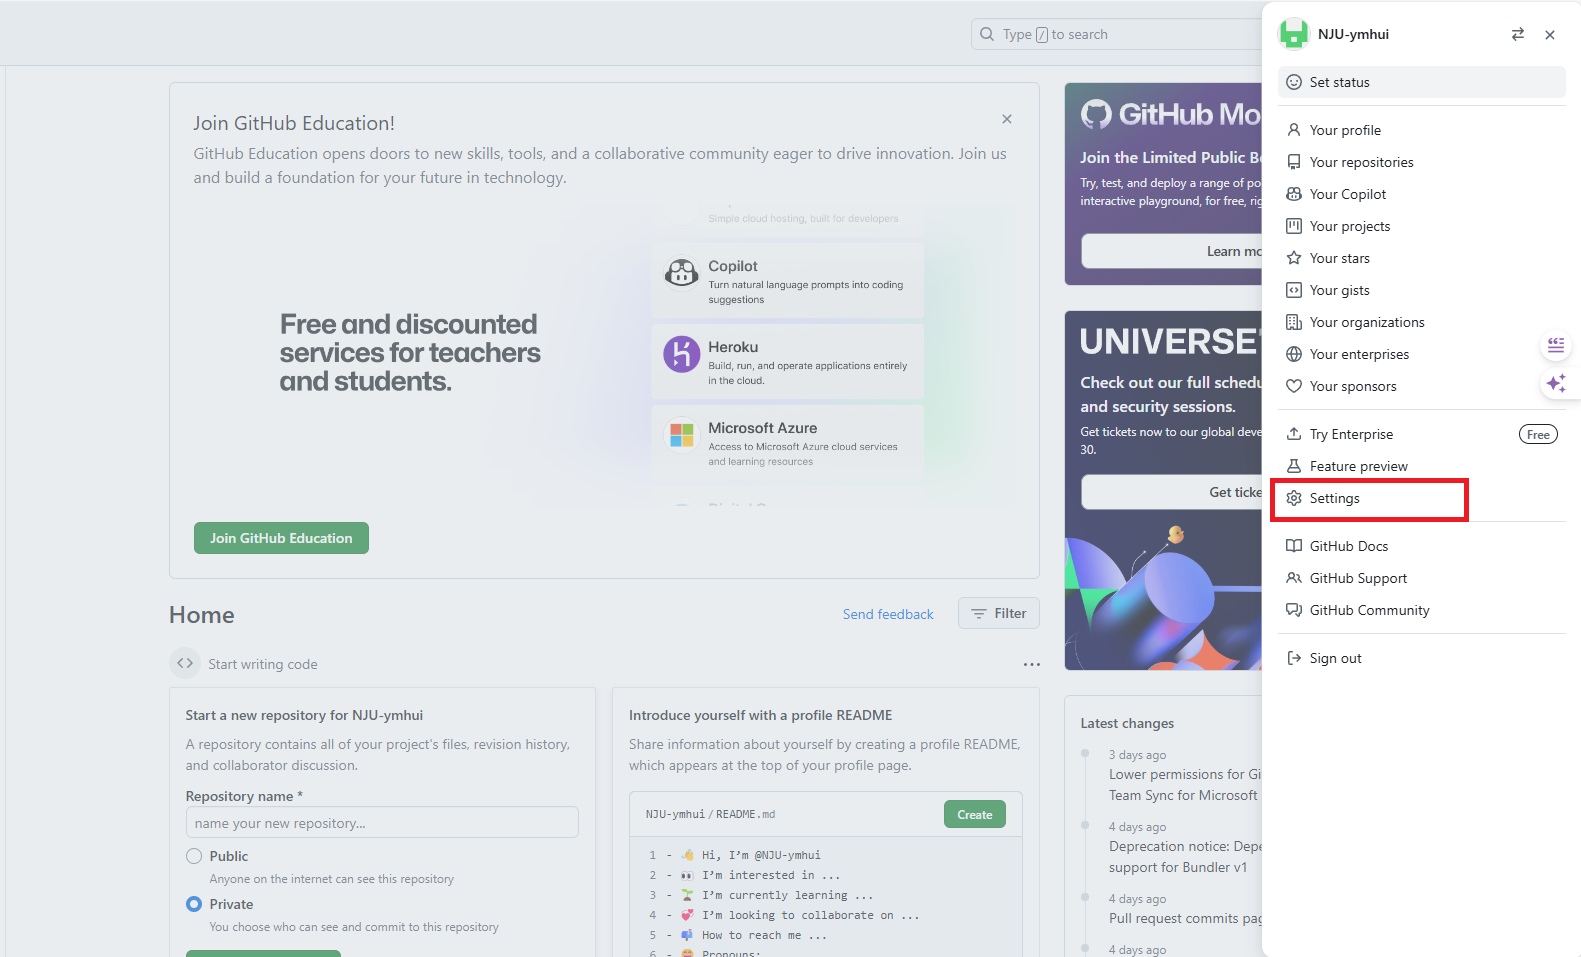 Type / to search
NJU-ymhui
Set status
Your profile
Your repositories
Your Copilot
Your projects
Your stars
Your gists
Your organizations
Your enterprises
Your sponsors
Try Enterprise
Free
Feature preview
Settings
GitHub Docs
GitHub Support
GitHub Community
Sign out
Join GitHub Education!
GitHub Education opens doors to new skills, tools, and a collaborative community eager to drive innovation. Join us
and build a foundation for your future in technology.
Free and discounted
services for teachers
and students.
Simple cloud hosting, built for developers
Copilot
Turn natural language prompts into coding
suggestions
Heroku
Build, run, and operate applications entirely
in the cloud.
Microsoft Azure
Access to Microsoft Azure cloud services
and learning resources
Join GitHub Education
GitHub Mo
Join the Limited Public Be
Try, test, and deploy a range of po
interactive playground, for free, rig
Learn mo
UNIVERSE'
Check out our full schedu
and security sessions.
Get tickets now to our global deve
30.
Get ticke
Home
Send feedback
Filter
Start writing code
Start a new repository for NJU-ymhui
A repository contains all of your project's files, revision history,
and collaborator discussion.
Repository name *
name your new repository...
Public
Anyone on the internet can see this repository
Private
You choose who can see and commit to this repository
Introduce yourself with a profile README
Share information about yourself by creating a profile README,
which appears at the top of your profile page.
NJU-ymhui / README.md
Create
1 - 👋 Hi, I'm @NJU-ymhui
2 - 👀 I'm interested in ...
3 - 🌱 I'm currently learning ...
4 - 💞️ I'm looking to collaborate on ...
5 - 📫 How to reach me ...
6 - 😄 Pronouns:
Latest changes
3 days ago
Lower permissions for Gi
Team Sync for Microsoft
4 days ago
Deprecation notice: Depe
support for Bundler v1
4 days ago
Pull request commits pag
4 days ago